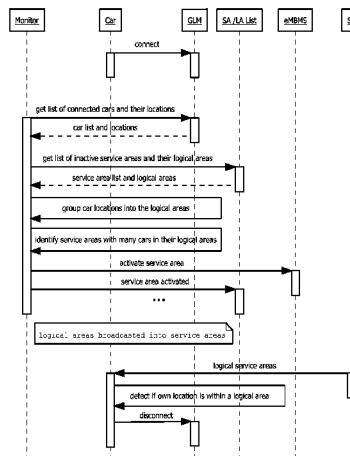 Monitor
Car
GLM
SA/LA List
eMBMS
connect
get list of connected cars and their locations
car list and locations
get list of inactive service areas and their logical areas
service area list and logical areas
group car locations into the logical areas
identify service areas with many cars in their logical areas
activate service area
service area activated
...
logical areas broadcasted into service areas
logical service areas
detect if own location is within a logical area
disconnect